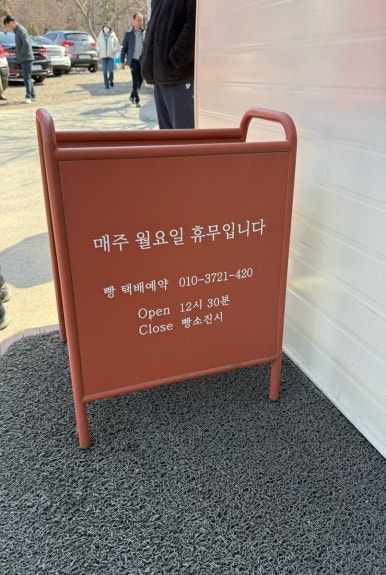 매주 월요일 휴무입니다
빵 택배예약 010-3721-420
Open 12시 30분
Close 빵소진시